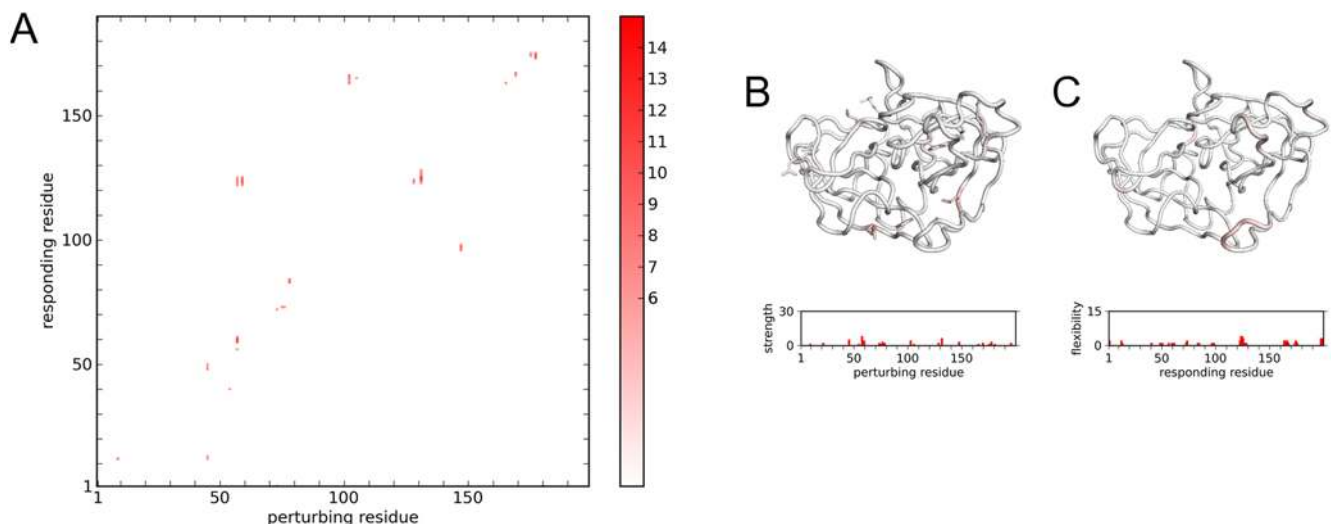 A
responding residue
150
100
50
1
1 50 100 150
perturbing residue
14
13
12
11
10
9
8
7
6
B
strength
30
0
1 50 100 150
perturbing residue
C
flexibility
15
0
1 50 100 150
responding residue